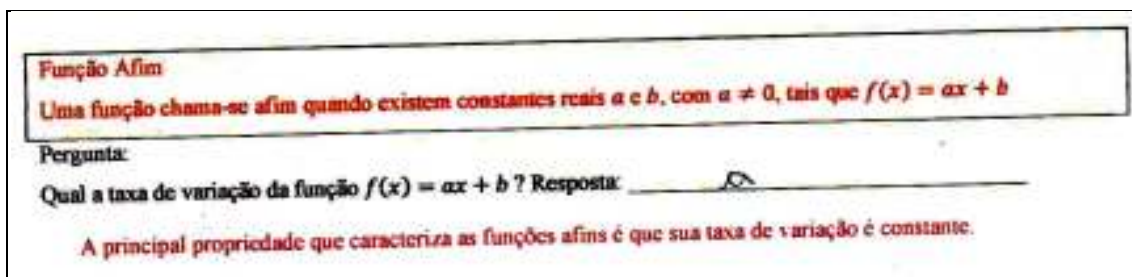 Função Afim
Uma função chama-se afim quando existem constantes reais a e b, com a ≠ 0, tais que f(x) = ax + b
Pergunta:
Qual a taxa de variação da função f(x) = ax + b ? Resposta: ____a____
A principal propriedade que caracteriza as funções afins é que sua taxa de variação é constante.